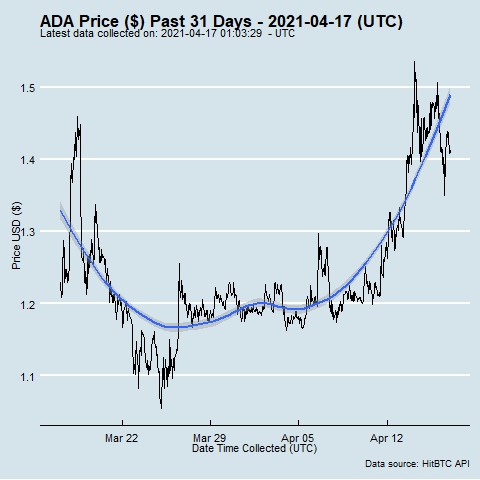 ADA Price ($) Past 31 Days - 2021-04-17 (UTC)
Latest data collected on: 2021-04-17 01:03:29 - UTC
1.5
1.4
1.3
1.2
1.1
Price USD ($)
Mar 22 Mar 29 Apr 05 Apr 12
Date Time Collected (UTC)
Data source: HitBTC API